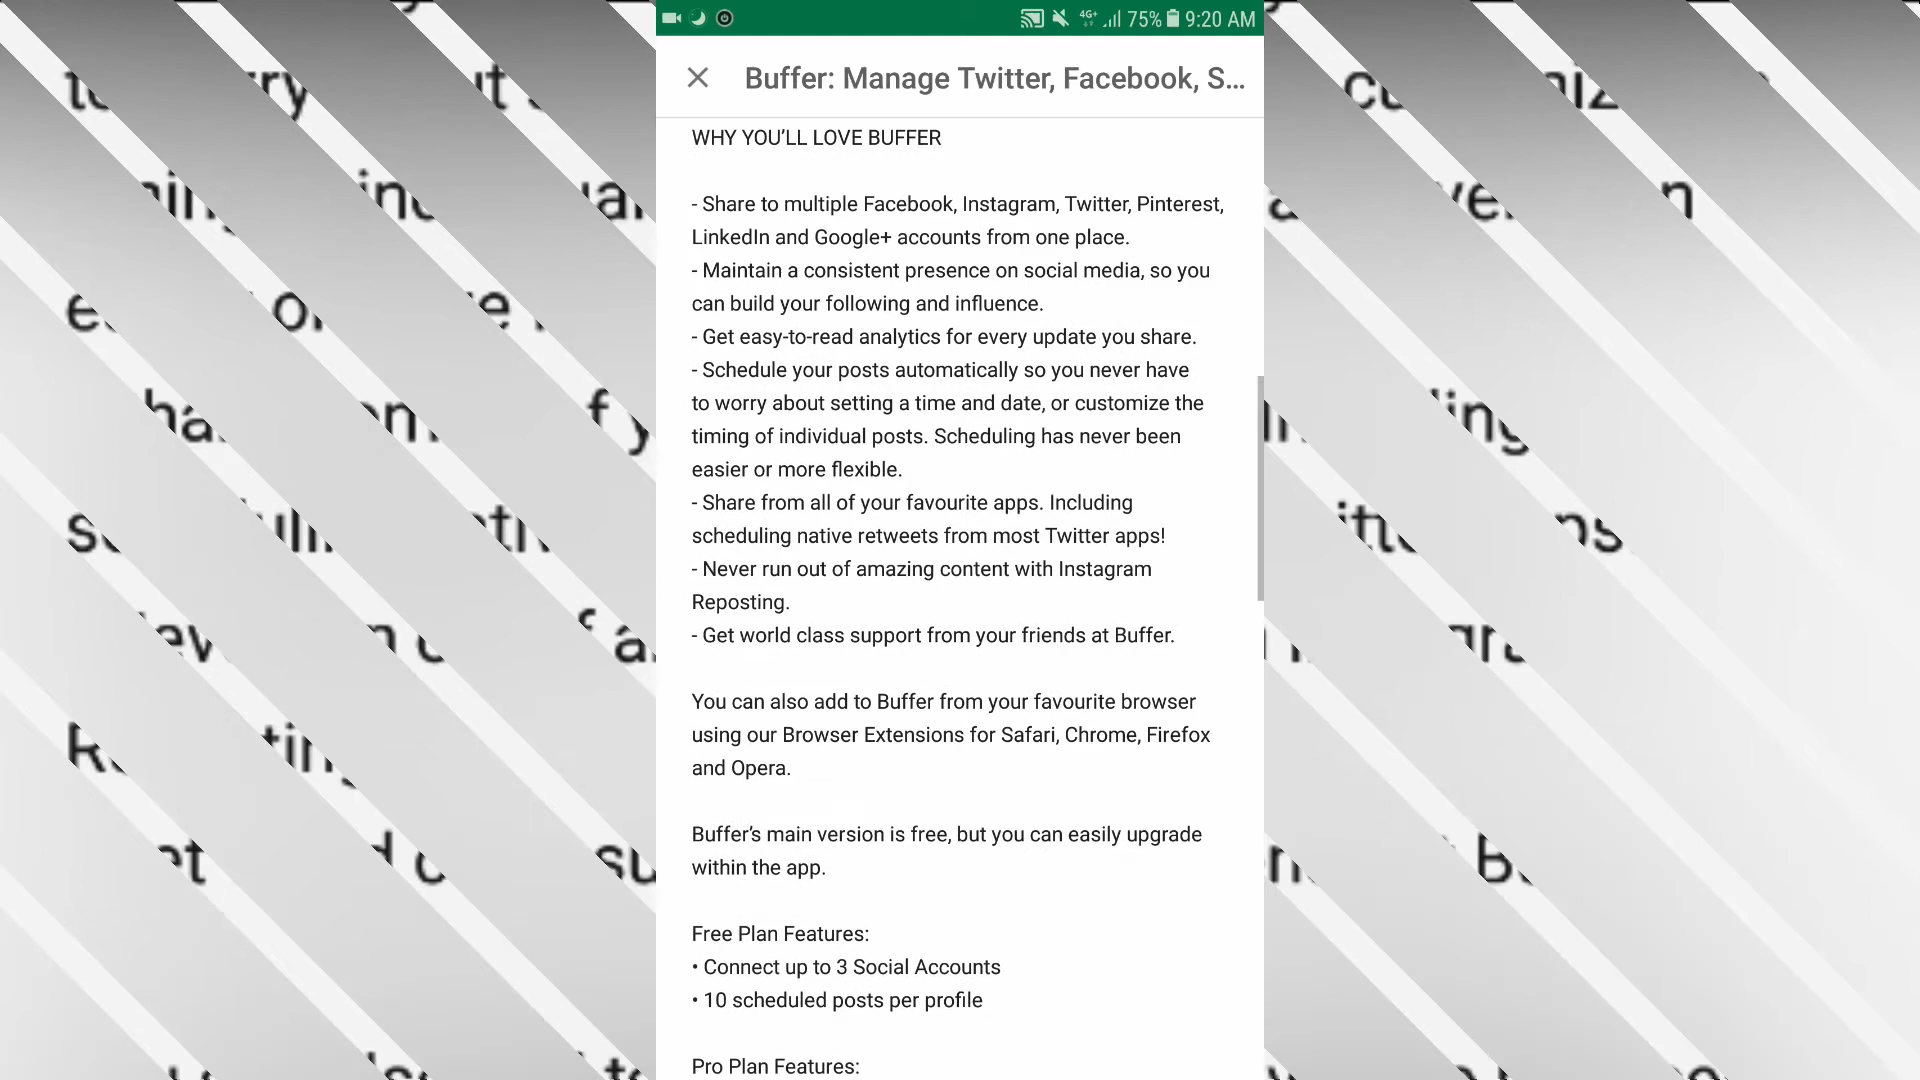 75% 9:20 AM
Buffer: Manage Twitter, Facebook, S...
WHY YOU’LL LOVE BUFFER
- Share to multiple Facebook, Instagram, Twitter, Pinterest,
LinkedIn and Google+ accounts from one place.
- Maintain a consistent presence on social media, so you
can build your following and influence.
- Get easy-to-read analytics for every update you share.
- Schedule your posts automatically so you never have
to worry about setting a time and date, or customize the
timing of individual posts. Scheduling has never been
easier or more flexible.
- Share from all of your favourite apps. Including
scheduling native retweets from most Twitter apps!
- Never run out of amazing content with Instagram
Reposting.
- Get world class support from your friends at Buffer.
You can also add to Buffer from your favourite browser
using our Browser Extensions for Safari, Chrome, Firefox
and Opera.
Buffer’s main version is free, but you can easily upgrade
within the app.
Free Plan Features:
• Connect up to 3 Social Accounts
• 10 scheduled posts per profile
Pro Plan Features: